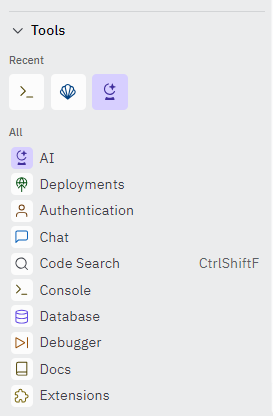 Tools
Recent
All
AI
Deployments
Authentication
Chat
Code Search CtrlShiftF
Console
Database
Debugger
Docs
Extensions